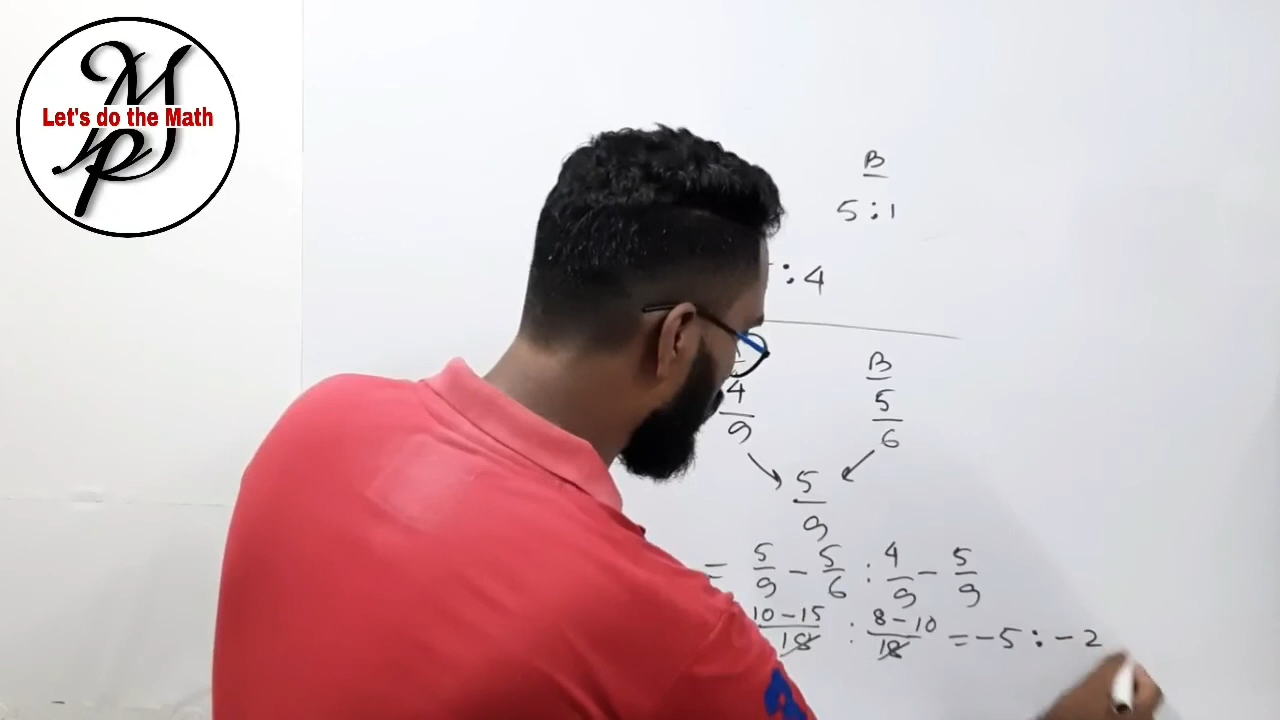 MP
Let's do the Math
B
5 : 1
: 4
B
4/9
5/6
5/9
= 5/9 - 5/6 : 4/9 - 5/9
10-15/18 : 8-10/18 = -5 : -2